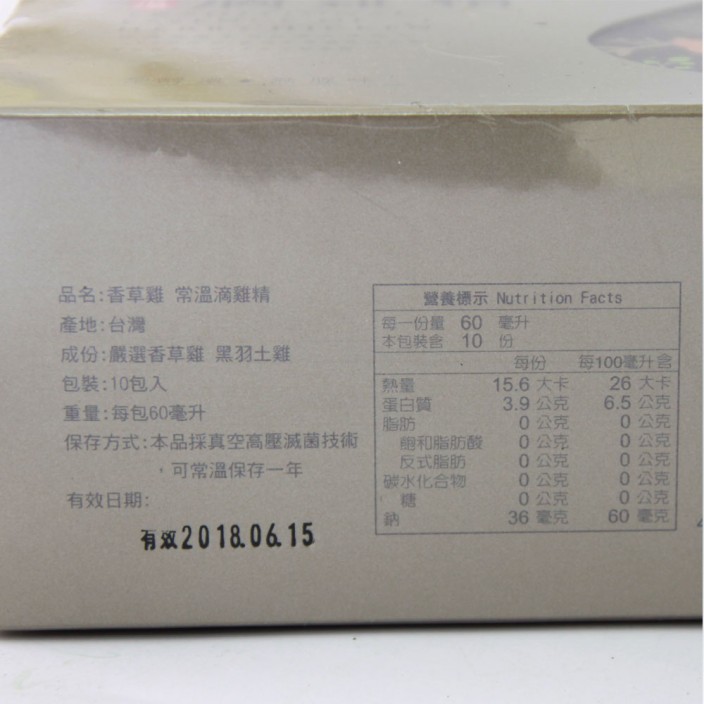 品名:香草雞 常溫滴雞精
產地:台灣
成份:嚴選香草雞 黑羽土雞
包裝:10包入
重量:每包60毫升
保存方式:本品採真空高壓滅菌技術
，可常溫保存一年
有效日期:
有效2018.06.15
營養標示 Nutrition Facts
每一份量 60 毫升
本包裝含 10 份
每份 每100毫升含
熱量 15.6 大卡 26 大卡
蛋白質 3.9 公克 6.5 公克
脂肪 0 公克 0 公克
飽和脂肪酸 0 公克 0 公克
反式脂肪 0 公克 0 公克
碳水化合物 0 公克 0 公克
糖 0 公克 0 公克
鈉 36 毫克 60 毫克